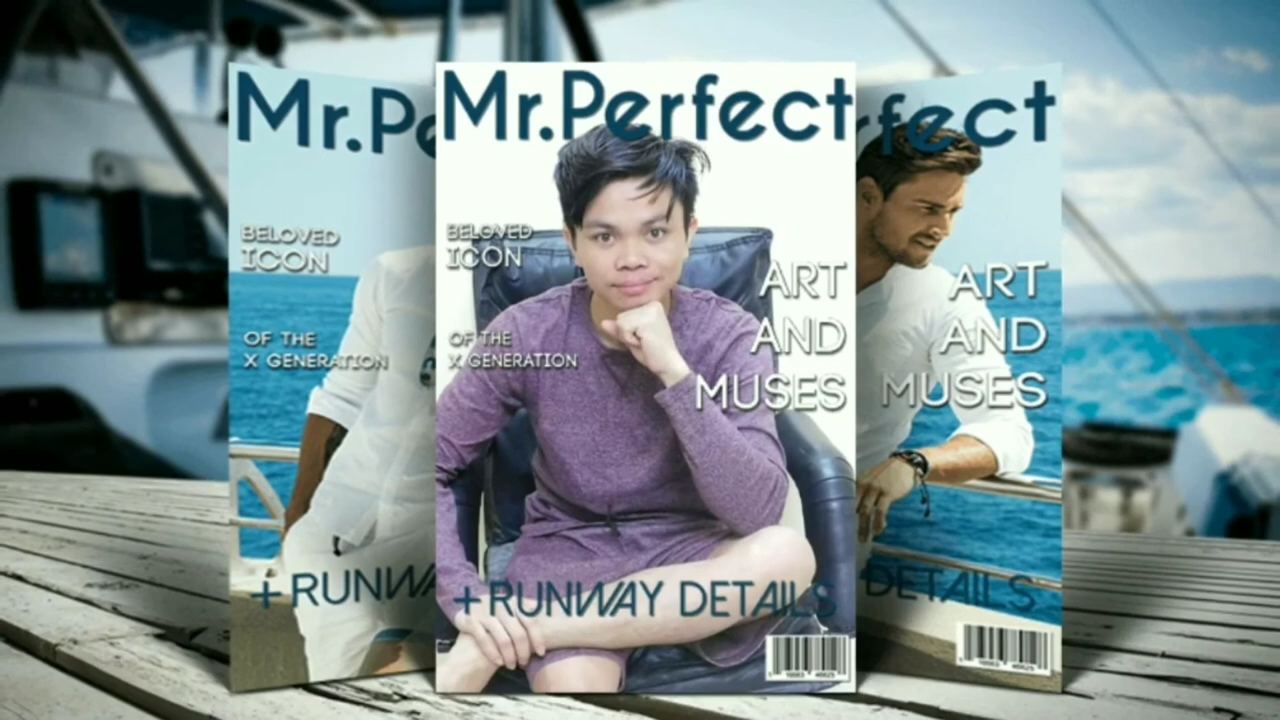 Mr.Pe
BELOVED
ICON
OF THE
X GENERATION
+ RUNWA
Mr.Perfect
BELOVED
ICON
OF THE
X GENERATION
ART
AND
MUSES
+ RUNWAY DETAILS
rfect
ART
AND
MUSES
DETAILS